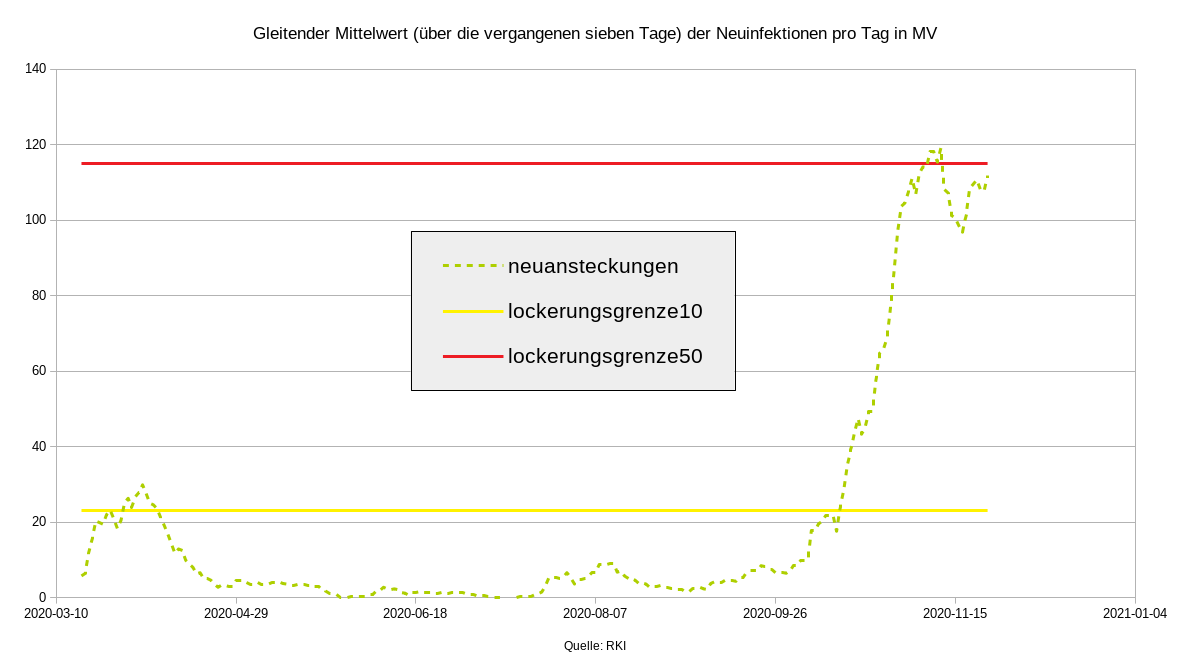 Gleitender Mittelwert (über die vergangenen sieben Tage) der Neuinfektionen pro Tag in MV
140
120
100
80
60
40
20
0
neuansteckungen
lockerungsgrenze10
lockerungsgrenze50
2020-03-10 2020-04-29 2020-06-18 2020-08-07 2020-09-26 2020-11-15 2021-01-04
Quelle: RKI